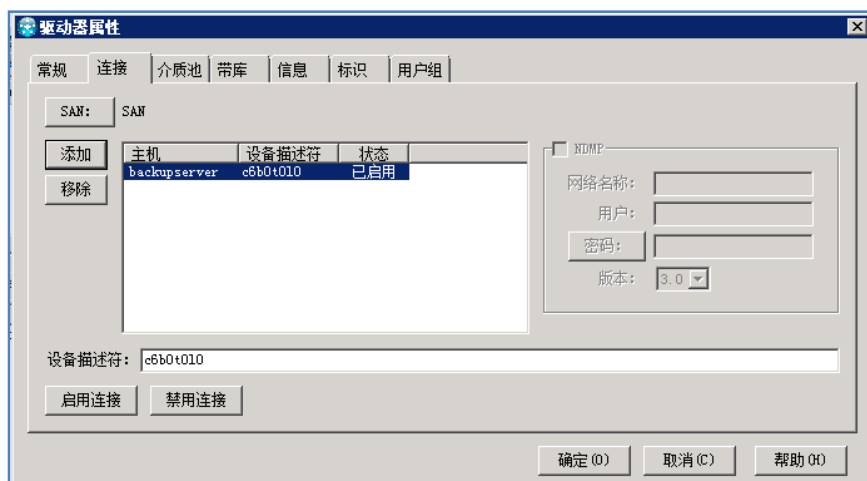 驱动器属性
常规 连接 介质池 带库 信息 标识 用户组
SAN: SAN
添加
移除
主机 设备描述符 状态
backupserver c6b0t0l0 已启用
NDMP
网络名称:
用户:
密码:
版本: 3.0
设备描述符: c6b0t0l0
启用连接 禁用连接
确定(O) 取消(C) 帮助(H)